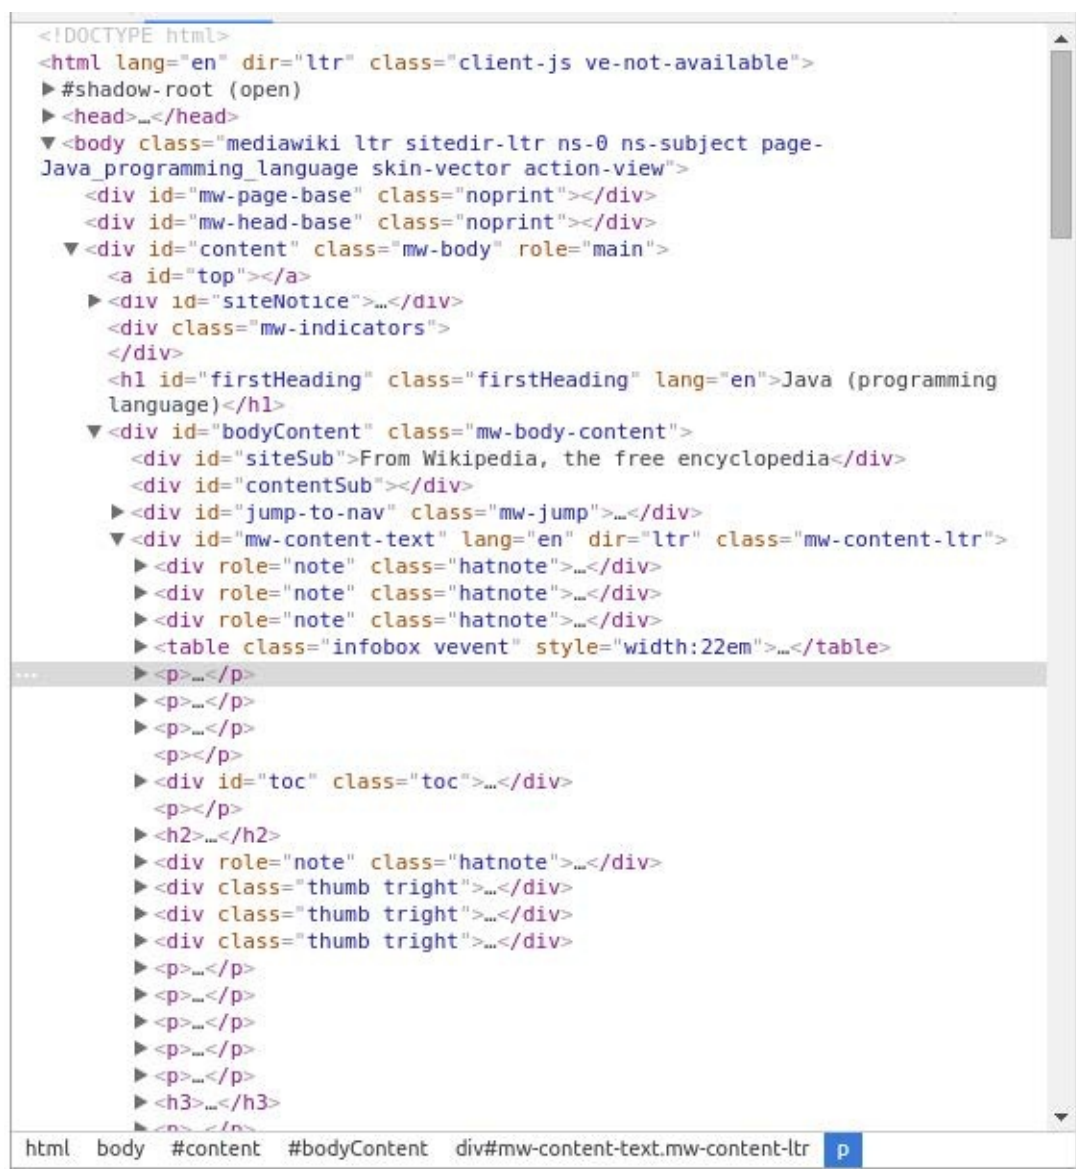 <!DOCTYPE html>
<html lang="en" dir="ltr" class="client-js ve-not-available">
▶#shadow-root (open)
▶<head>…</head>
▼<body class="mediawiki ltr sitedir-ltr ns-0 ns-subject page-
Java_programming_language skin-vector action-view">
<div id="mw-page-base" class="noprint"></div>
<div id="mw-head-base" class="noprint"></div>
▼<div id="content" class="mw-body" role="main">
<a id="top"></a>
▶<div id="siteNotice">…</div>
<div class="mw-indicators">
</div>
<h1 id="firstHeading" class="firstHeading" lang="en">Java (programming
language)</h1>
▼<div id="bodyContent" class="mw-body-content">
<div id="siteSub">From Wikipedia, the free encyclopedia</div>
<div id="contentSub"></div>
▶<div id="jump-to-nav" class="mw-jump">…</div>
▼<div id="mw-content-text" lang="en" dir="ltr" class="mw-content-ltr">
▶<div role="note" class="hatnote">…</div>
▶<div role="note" class="hatnote">…</div>
▶<div role="note" class="hatnote">…</div>
▶<table class="infobox vevent" style="width:22em">…</table>
▶<p>…</p>
▶<p>…</p>
▶<p>…</p>
<p></p>
▶<div id="toc" class="toc">…</div>
<p></p>
▶<h2>…</h2>
▶<div role="note" class="hatnote">…</div>
▶<div class="thumb tright">…</div>
▶<div class="thumb tright">…</div>
▶<div class="thumb tright">…</div>
▶<p>…</p>
▶<p>…</p>
▶<p>…</p>
▶<p>…</p>
▶<p>…</p>
▶<h3>…</h3>
html body #content #bodyContent div#mw-content-text.mw-content-ltr p